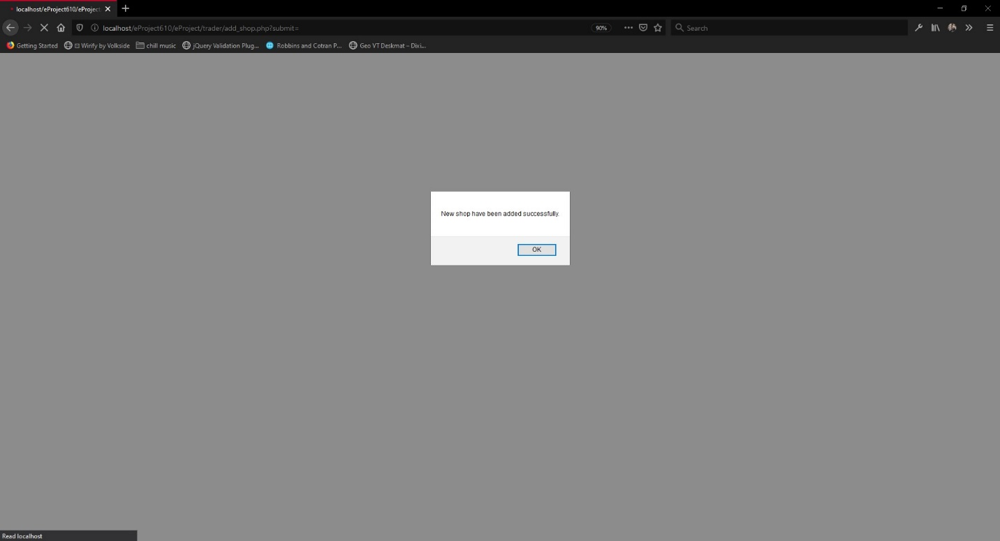 localhost/eProject610/eProject
localhost/eProject610/eProject/trader/add_shop.php?submit=
90%
Search
Getting Started
Wirify by Volkside
chill music
jQuery Validation Plug...
Robbins and Cotran P...
Geo VT Deskmat – Dixi...
New shop have been added successfully.
OK
Read localhost